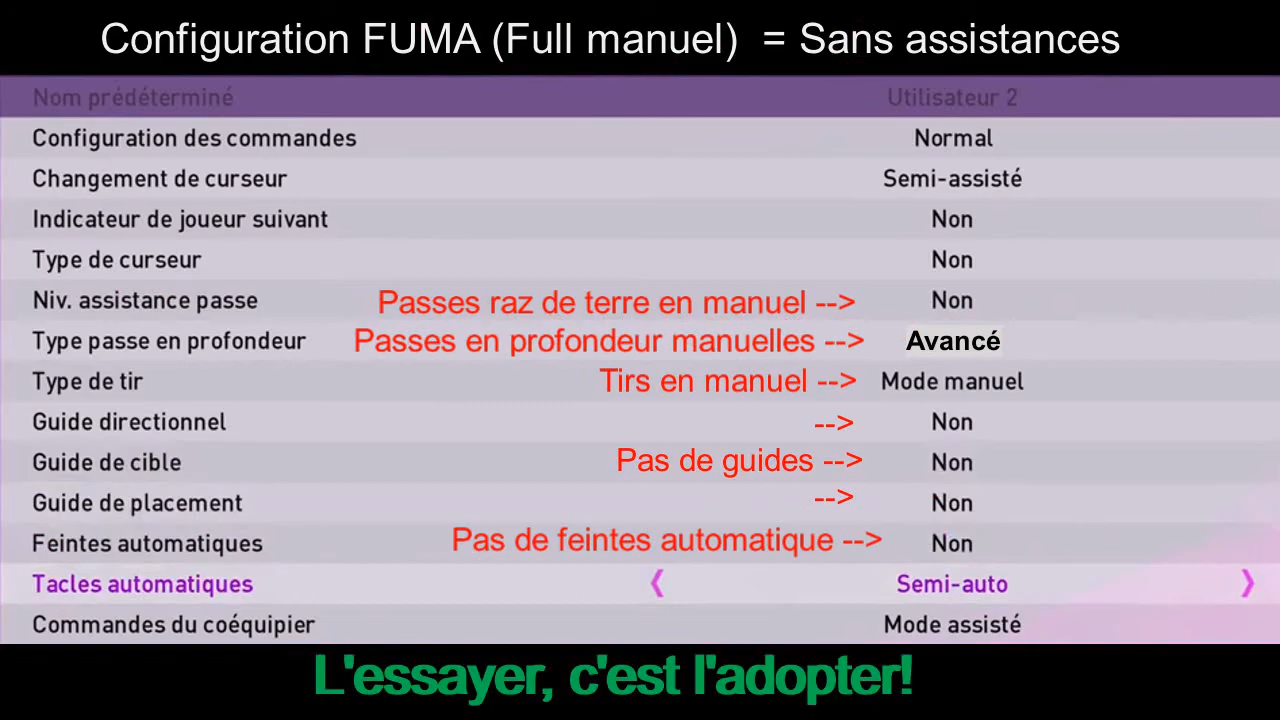 Configuration FUMA (Full manuel) = Sans assistances
Nom prédéterminé Utilisateur 2
Configuration des commandes Normal
Changement de curseur Semi-assisté
Indicateur de joueur suivant Non
Type de curseur Non
Niv. assistance passe Passes raz de terre en manuel --> Non
Type passe en profondeur Passes en profondeur manuelles --> Avancé
Type de tir Tirs en manuel --> Mode manuel
Guide directionnel --> Non
Guide de cible Pas de guides --> Non
Guide de placement --> Non
Feintes automatiques Pas de feintes automatique --> Non
Tacles automatiques Semi-auto
Commandes du coéquipier Mode assisté
L'essayer, c'est l'adopter!